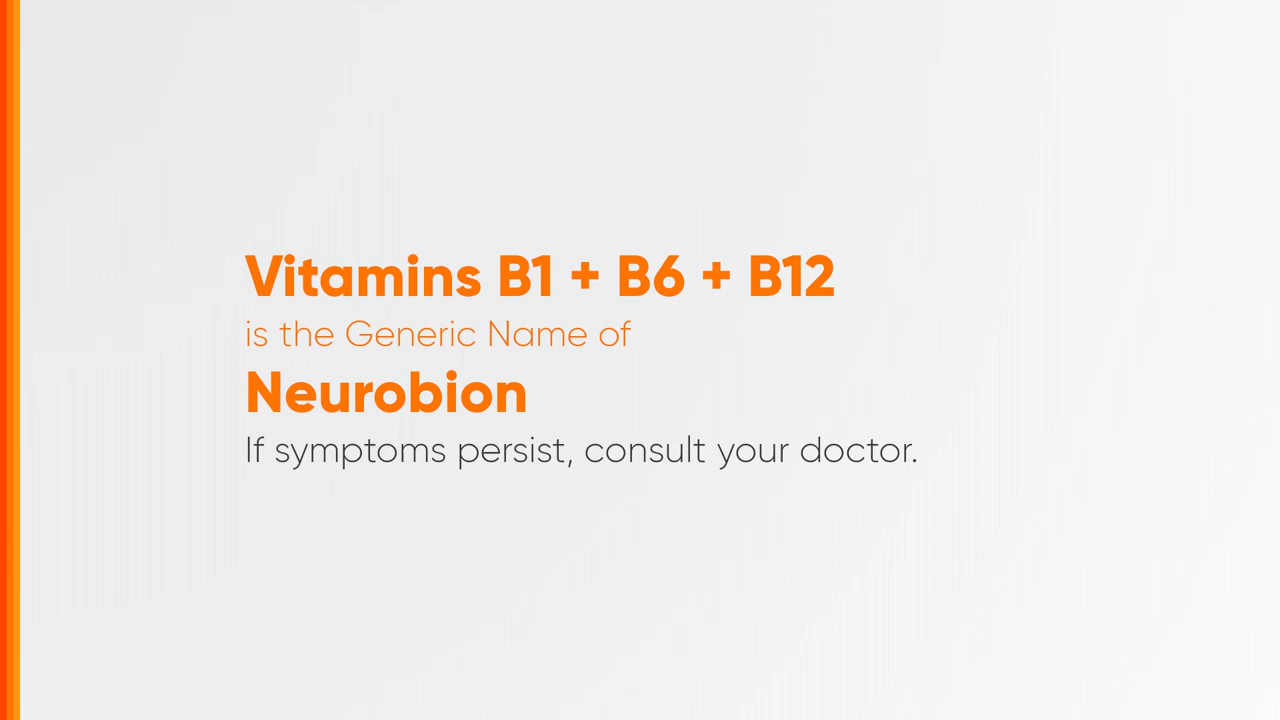 Vitamins B1 + B6 + B12
is the Generic Name of
Neurobion
If symptoms persist, consult your doctor.